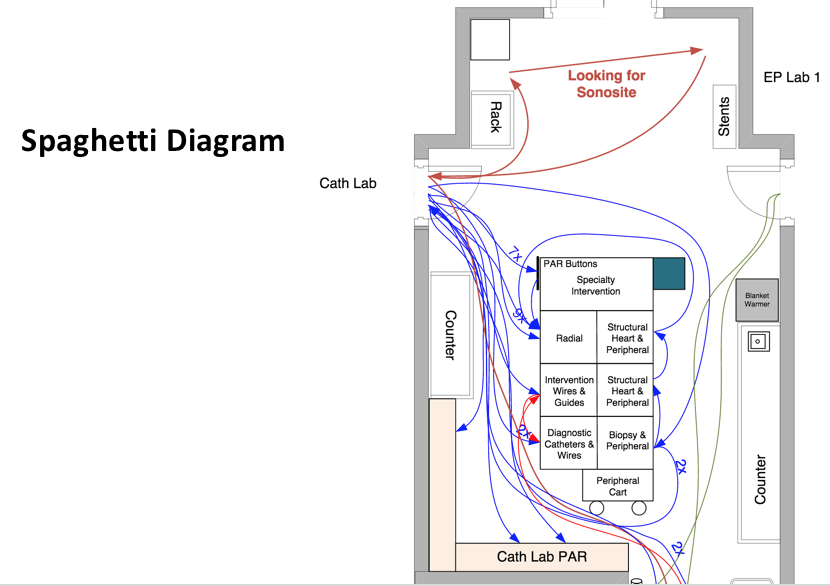 Spaghetti Diagram
Looking for
Sonosite
EP Lab 1
Rack
Stents
Cath Lab
7x
PAR Buttons
Specialty
Intervention
9x
Radial
Structural
Heart &
Peripheral
Blanket
Warmer
Counter
Intervention
Wires &
Guides
Structural
Heart &
Peripheral
Diagnostic
Catheters &
Wires
Biopsy &
Peripheral
2x
Peripheral
Cart
Counter
2x
Cath Lab PAR